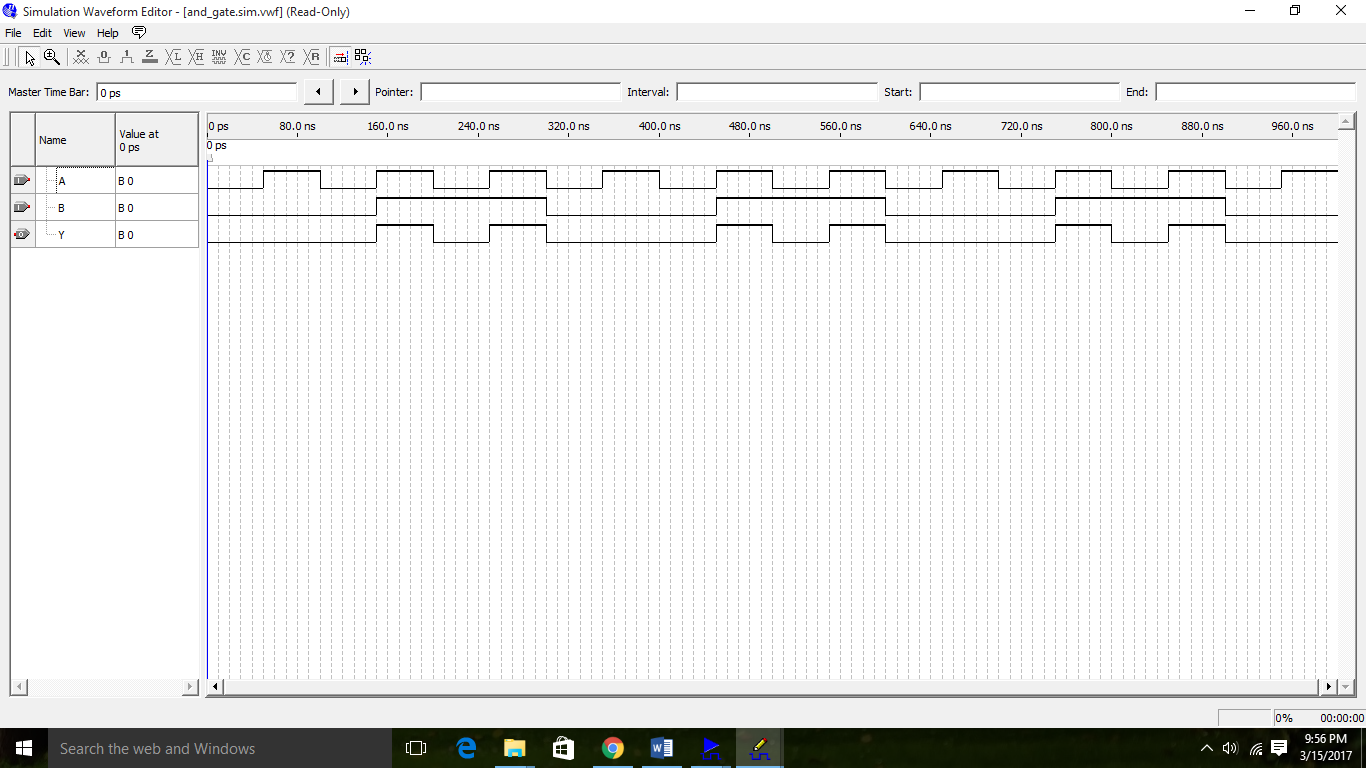 Simulation Waveform Editor - [and_gate.sim.vwf] (Read-Only)
File Edit View Help
Master Time Bar: 0 ps Pointer: Interval: Start: End:
Name Value at 0 ps
0 ps 80.0 ns 160.0 ns 240.0 ns 320.0 ns 400.0 ns 480.0 ns 560.0 ns 640.0 ns 720.0 ns 800.0 ns 880.0 ns 960.0 ns
0 ps
A B 0
B B 0
Y B 0
0% 00:00:00
Search the web and Windows
9:56 PM
3/15/2017